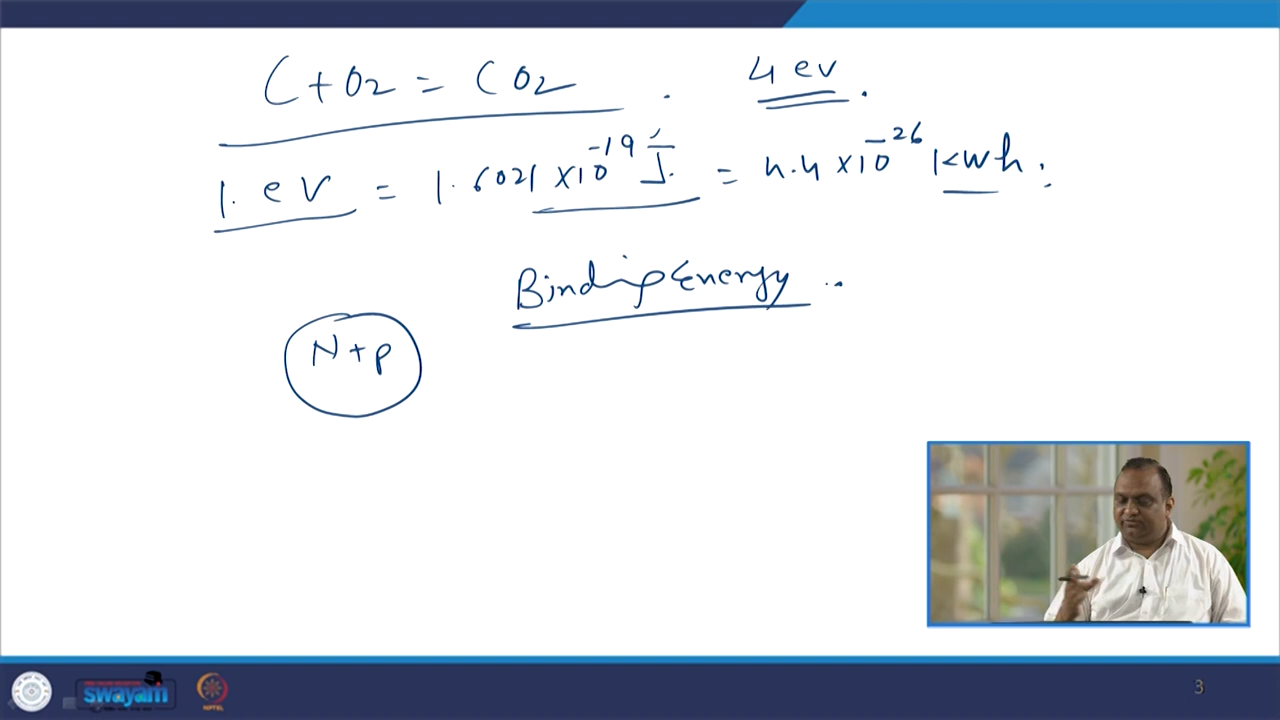 C + O2 = CO2 . 4 ev .
1. eV = 1.6021 × 10⁻¹⁹ J. = 4.4 × 10⁻²⁶ kwh .
Binding Energy ..
N + p
3
swayam
NPTEL